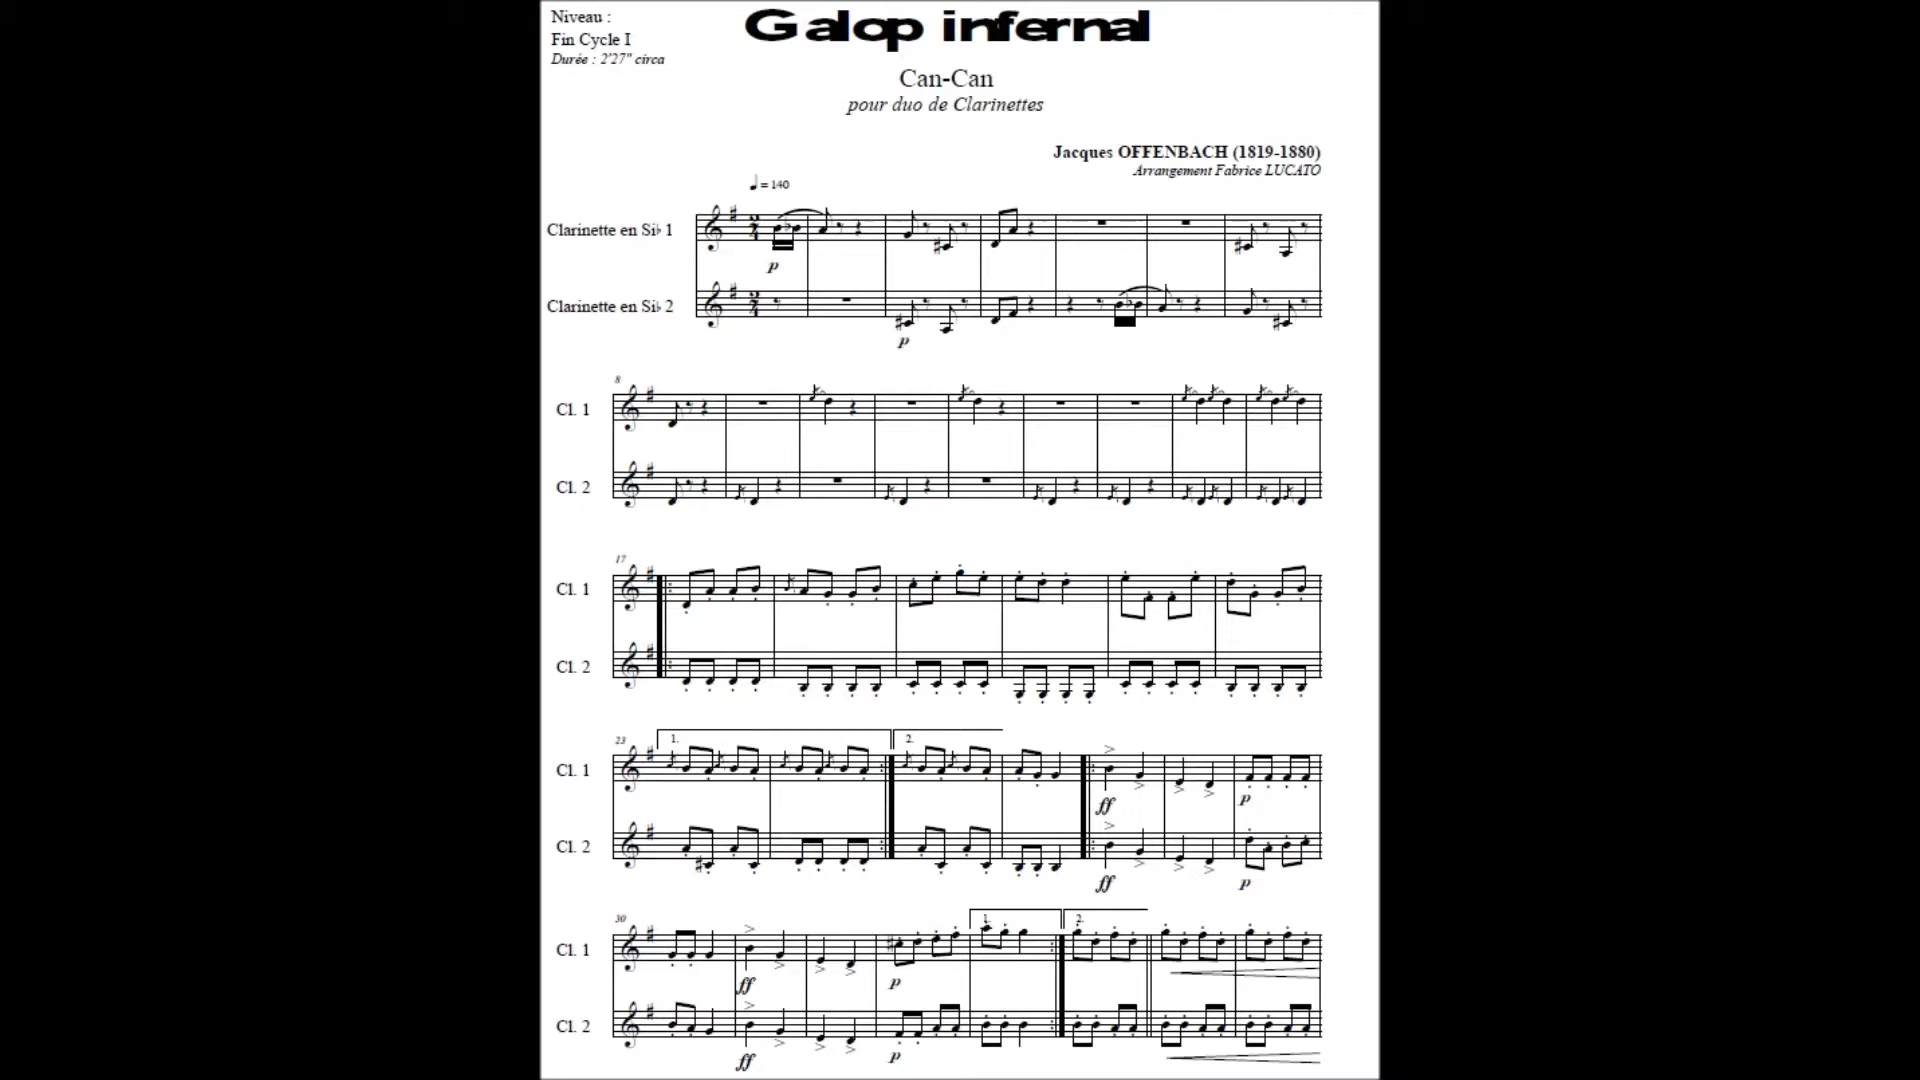 Niveau :
Fin Cycle I
Durée : 2'27" circa
Galop infernal
Can-Can
pour duo de Clarinettes
Jacques OFFENBACH (1819-1880)
Arrangement Fabrice LUCATO
♩ = 140
Clarinette en Si♭ 1
p
Clarinette en Si♭ 2
p
8
Cl. 1
Cl. 2
17
Cl. 1
Cl. 2
23
1.
2.
Cl. 1
ff
p
Cl. 2
ff
p
30
1.
2.
Cl. 1
ff
p
Cl. 2
ff
p